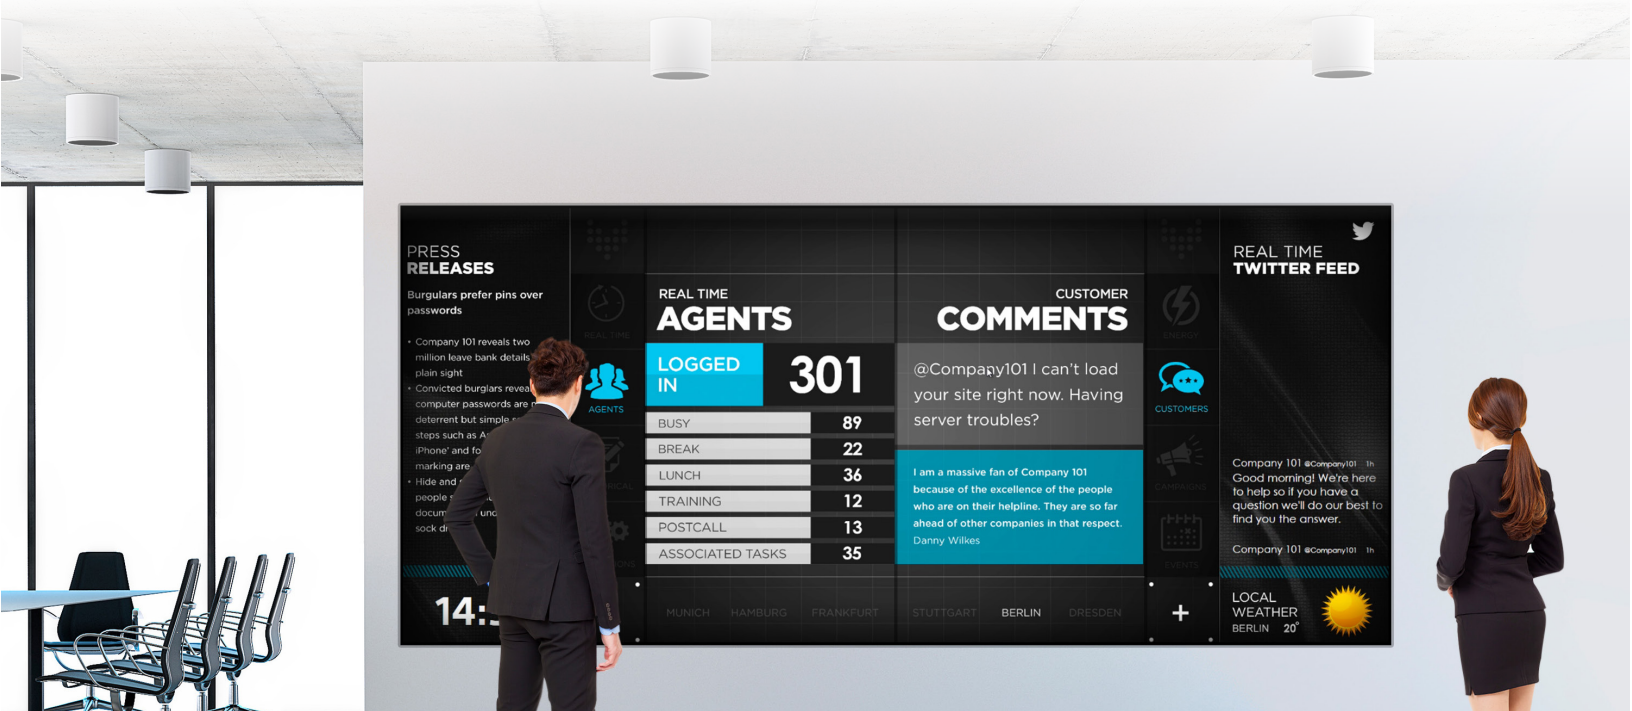 PRESS
RELEASES
Burgulars prefer pins over
passwords
• Company 101 reveals two
million leave bank details
plain sight
• Convicted burglars
computer passwords are
deterrent but simple
steps such as
iPhone' and
marking are
• Hide and
people
sock
14:
REAL TIME
AGENTS
REAL TIME
AGENTS
LOGGED
IN
301
BUSY 89
BREAK 22
LUNCH 36
TRAINING 12
POSTCALL 13
ASSOCIATED TASKS 35
CUSTOMER
COMMENTS
@Company101 I can't load
your site right now. Having
server troubles?
I am a massive fan of Company 101
because of the excellence of the people
who are on their helpline. They are so far
ahead of other companies in that respect.
Danny Wilkes
MUNICH HAMBURG FRANKFURT STUTTGART BERLIN DRESDEN
ENERGY
CUSTOMERS
CAMPAIGNS
EVENTS
+
REAL TIME
TWITTER FEED
Company 101 @Company101 1h
Good morning! We're here
to help so if you have a
question we'll do our best to
find you the answer.
Company 101 @Company101 1h
LOCAL
WEATHER
BERLIN 20°